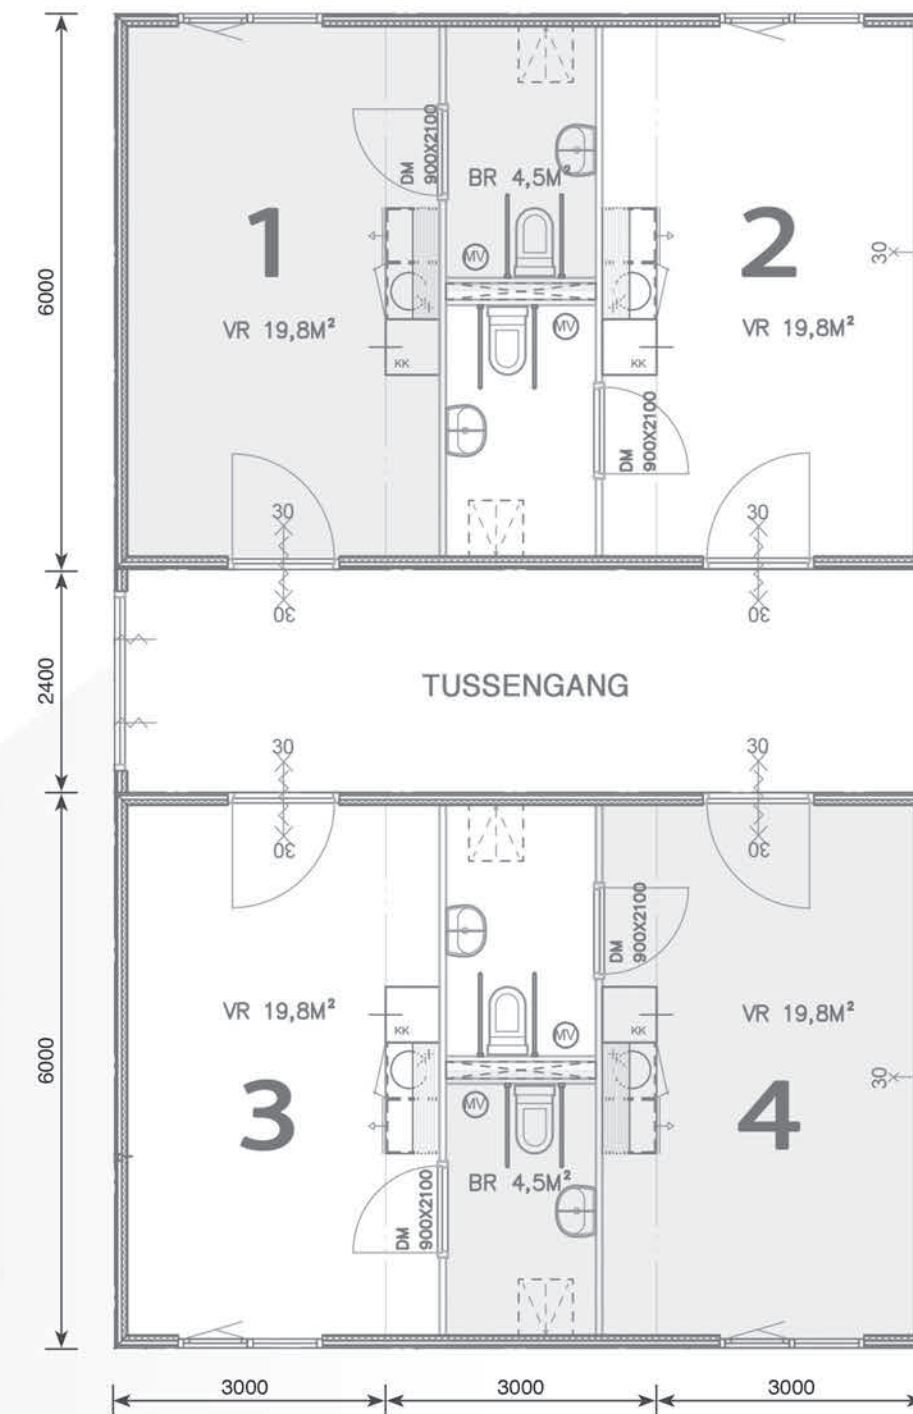 6000
DM
900X2100
BR 4,5M²
1
2
30
MV
VR 19,8M²
VR 19,8M²
MV
KK
KK
DM
900X2100
30
30
30
30
2400
TUSSENGANG
30
30
30
30
DM
900X2100
VR 19,8M²
VR 19,8M²
KK
KK
MV
6000
30
MV
3
4
BR 4,5M²
DM
900X2100
3000
3000
3000